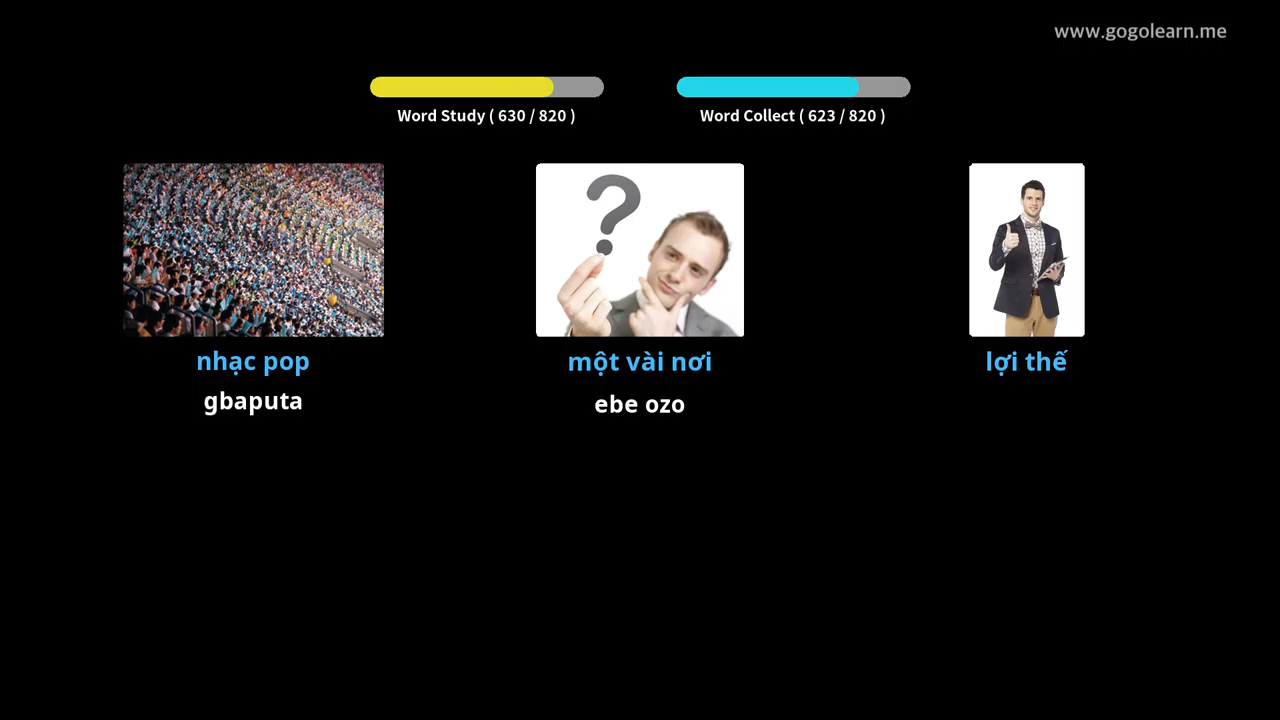 www.gogolearn.me
Word Study ( 630 / 820 )
Word Collect ( 623 / 820 )
?
nhạc pop
một vài nơi
lợi thế
gbaputa
ebe ozo